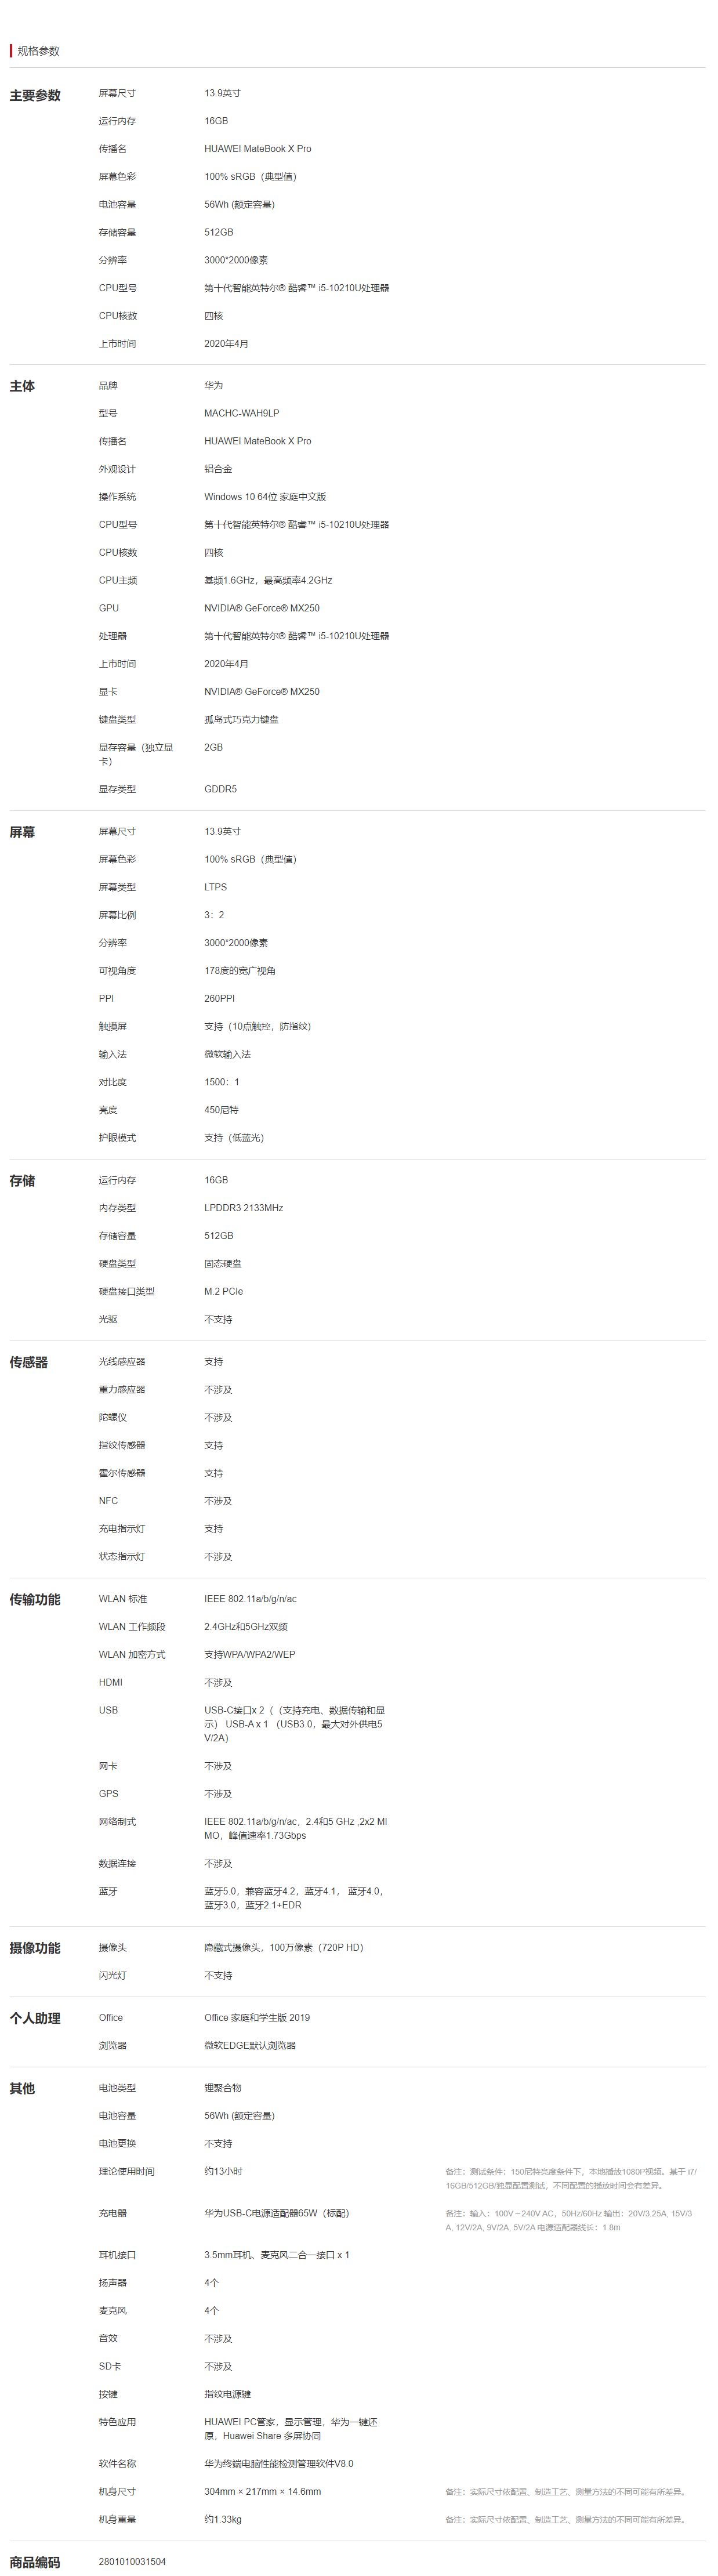 规格参数
主要参数
屏幕尺寸 13.9英寸
运行内存 16GB
传播名 HUAWEI MateBook X Pro
屏幕色彩 100% sRGB（典型值）
电池容量 56Wh (额定容量)
存储容量 512GB
分辨率 3000*2000像素
CPU型号 第十代智能英特尔® 酷睿™ i5-10210U处理器
CPU核数 四核
上市时间 2020年4月
主体
品牌 华为
型号 MACHC-WAH9LP
传播名 HUAWEI MateBook X Pro
外观设计 铝合金
操作系统 Windows 10 64位 家庭中文版
CPU型号 第十代智能英特尔® 酷睿™ i5-10210U处理器
CPU核数 四核
CPU主频 基频1.6GHz，最高频率4.2GHz
GPU NVIDIA® GeForce® MX250
处理器 第十代智能英特尔® 酷睿™ i5-10210U处理器
上市时间 2020年4月
显卡 NVIDIA® GeForce® MX250
键盘类型 孤岛式巧克力键盘
显存容量（独立显 2GB
卡）
显存类型 GDDR5
屏幕
屏幕尺寸 13.9英寸
屏幕色彩 100% sRGB（典型值）
屏幕类型 LTPS
屏幕比例 3：2
分辨率 3000*2000像素
可视角度 178度的宽广视角
PPI 260PPI
触摸屏 支持（10点触控，防指纹）
输入法 微软输入法
对比度 1500：1
亮度 450尼特
护眼模式 支持（低蓝光）
存储
运行内存 16GB
内存类型 LPDDR3 2133MHz
存储容量 512GB
硬盘类型 固态硬盘
硬盘接口类型 M.2 PCIe
光驱 不支持
传感器
光线感应器 支持
重力感应器 不涉及
陀螺仪 不涉及
指纹传感器 支持
霍尔传感器 支持
NFC 不涉及
充电指示灯 支持
状态指示灯 不涉及
传输功能
WLAN 标准 IEEE 802.11a/b/g/n/ac
WLAN 工作频段 2.4GHz和5GHz双频
WLAN 加密方式 支持WPA/WPA2/WEP
HDMI 不涉及
USB USB-C接口x 2（（支持充电、数据传输和显
示） USB-A x 1 （USB3.0，最大对外供电5
V/2A）
网卡 不涉及
GPS 不涉及
网络制式 IEEE 802.11a/b/g/n/ac，2.4和5 GHz ,2x2 MI
MO，峰值速率1.73Gbps
数据连接 不涉及
蓝牙 蓝牙5.0，兼容蓝牙4.2，蓝牙4.1， 蓝牙4.0，
蓝牙3.0，蓝牙2.1+EDR
摄像功能
摄像头 隐藏式摄像头，100万像素（720P HD）
闪光灯 不支持
个人助理
Office Office 家庭和学生版 2019
浏览器 微软EDGE默认浏览器
其他
电池类型 锂聚合物
电池容量 56Wh (额定容量)
电池更换 不支持
理论使用时间 约13小时 备注：测试条件：150尼特亮度条件下，本地播放1080P视频。基于 i7/
16GB/512GB/独显配置测试，不同配置的播放时间会有差异。
充电器 华为USB-C电源适配器65W（标配） 备注：输入：100V－240V AC，50Hz/60Hz 输出：20V/3.25A, 15V/3
A, 12V/2A, 9V/2A, 5V/2A 电源适配器线长：1.8m
耳机接口 3.5mm耳机、麦克风二合一接口 x 1
扬声器 4个
麦克风 4个
音效 不涉及
SD卡 不涉及
按键 指纹电源键
特色应用 HUAWEI PC管家，显示管理，华为一键还
原，Huawei Share 多屏协同
软件名称 华为终端电脑性能检测管理软件V8.0
机身尺寸 304mm × 217mm × 14.6mm 备注：实际尺寸依配置、制造工艺、测量方法的不同可能有所差异。
机身重量 约1.33kg 备注：实际尺寸依配置、制造工艺、测量方法的不同可能有所差异。
商品编码 2801010031504